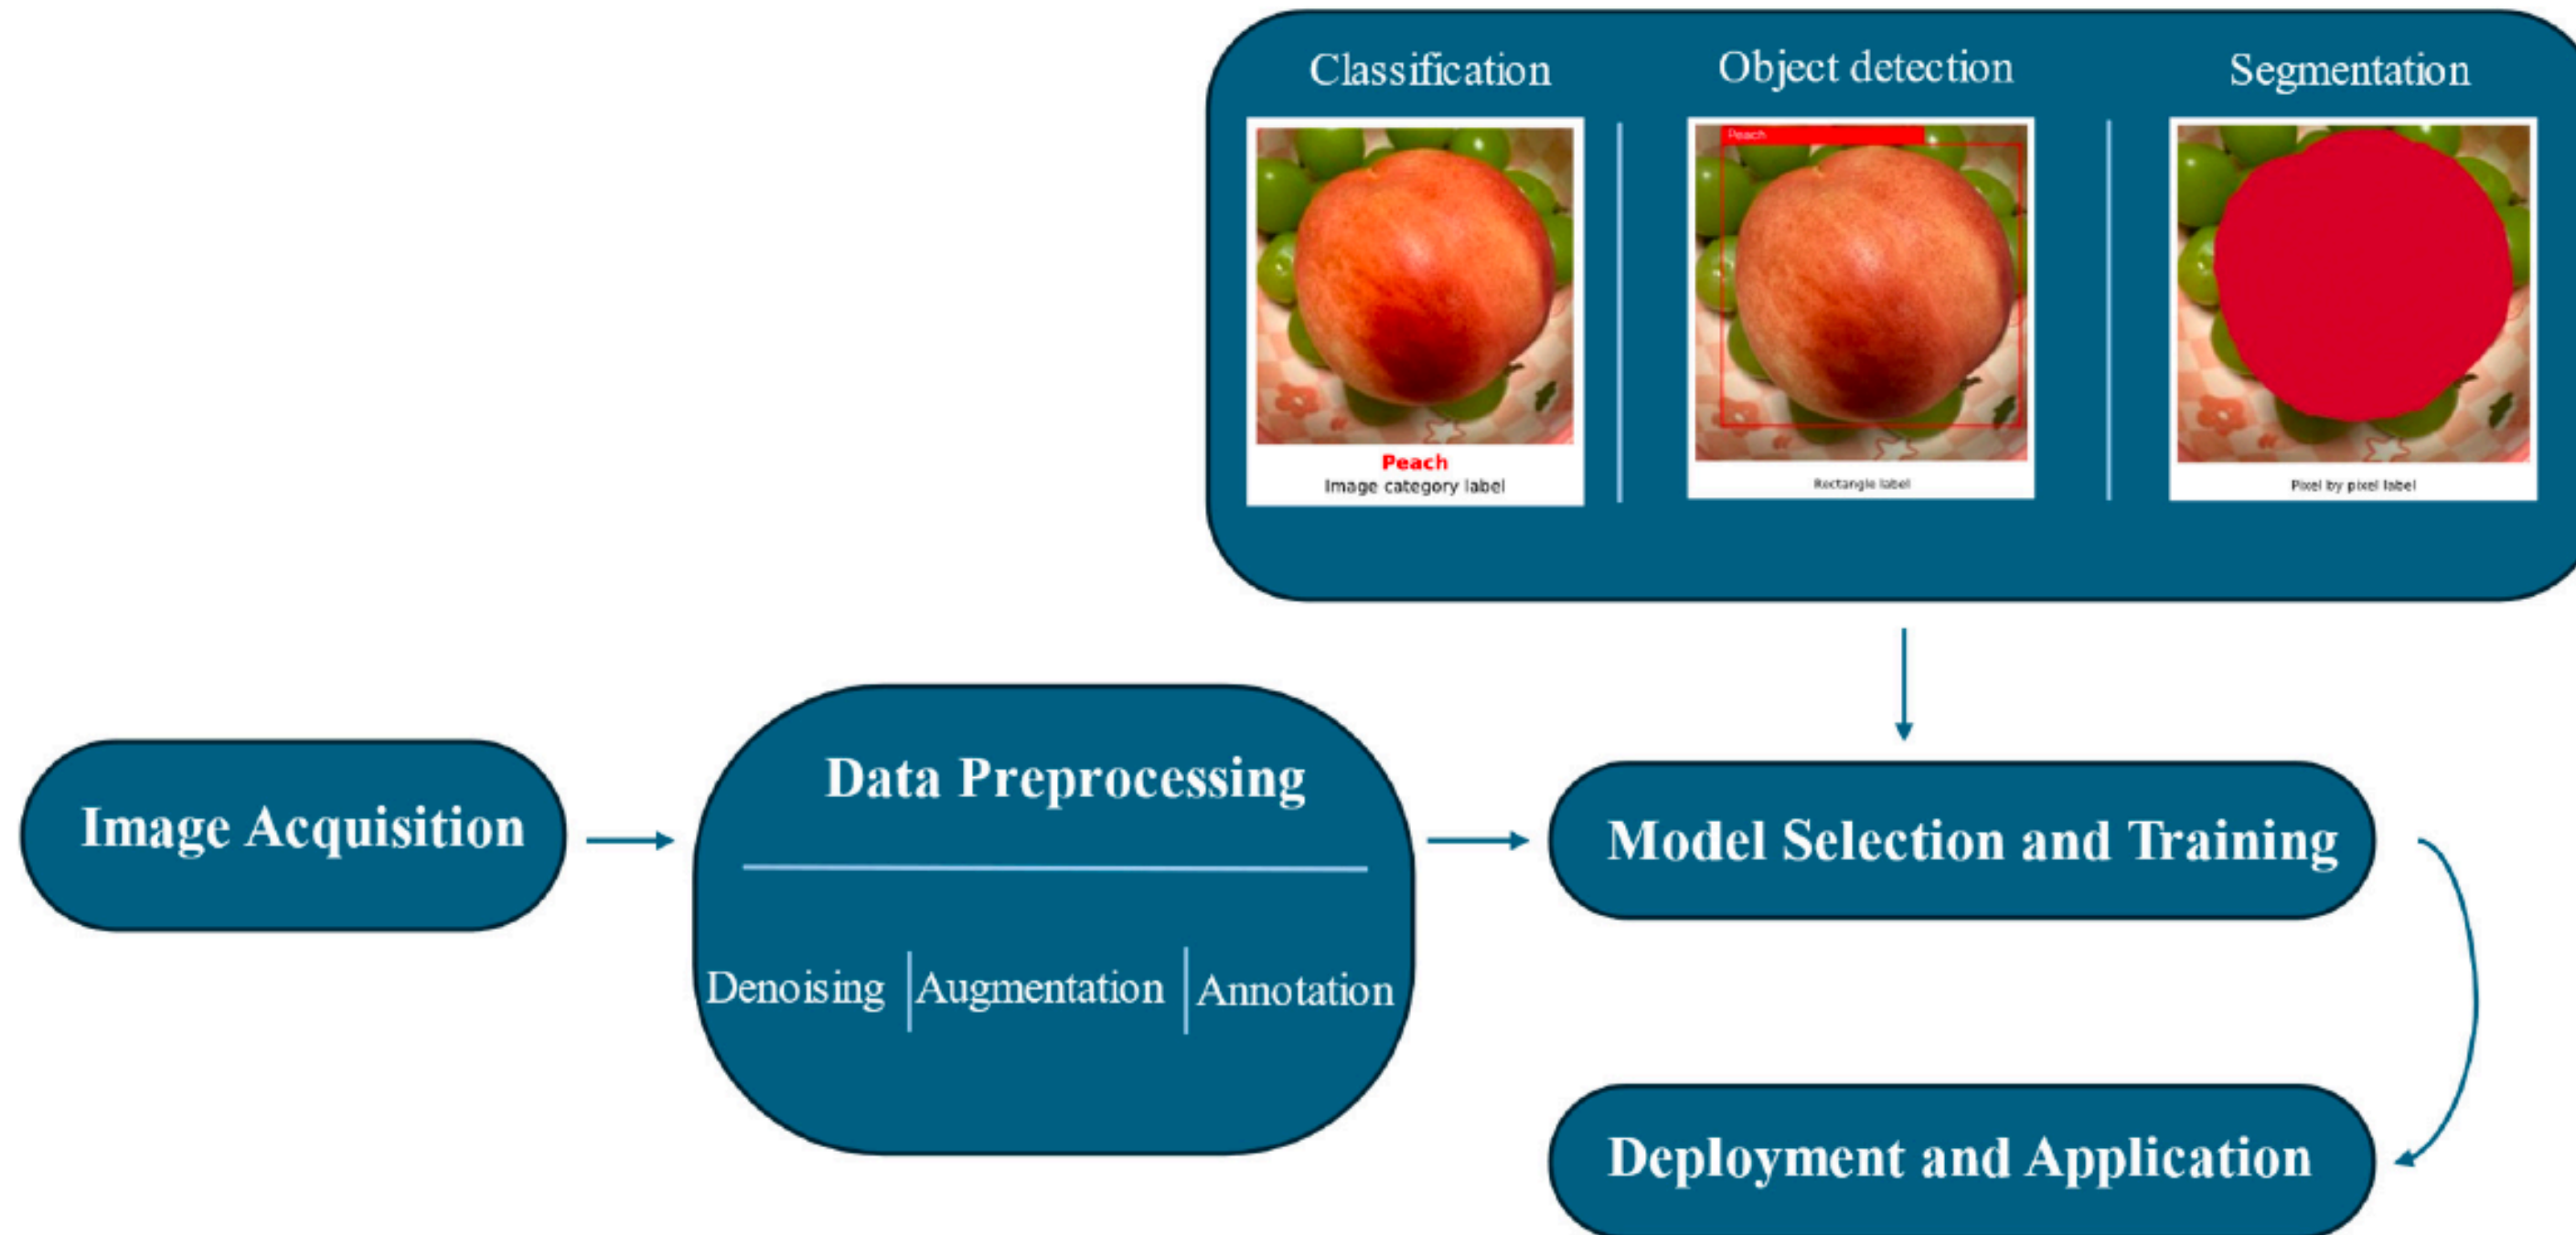 Classification
Object detection
Segmentation
Peach
Peach
Image category label
Rectangle label
Pixel by pixel label
Image Acquisition
Data Preprocessing
Denoising
Augmentation
Annotation
Model Selection and Training
Deployment and Application